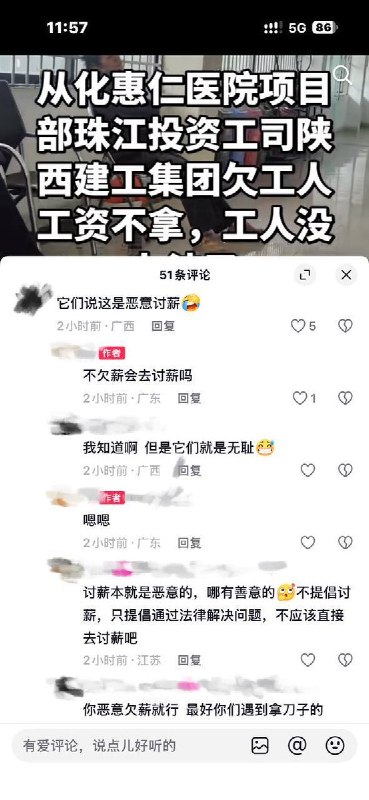 11:57
5G 86
从化惠仁医院项目
部珠江投资工司陕
西建工集团欠工人
工资不拿，工人没
51条评论
它们说这是恶意讨薪🤣
2小时前 · 广西 回复 5
作者
不欠薪会去讨薪吗
2小时前 · 广东 回复 1
我知道啊 但是它们就是无耻😅
2小时前 · 广西 回复
作者
嗯嗯
2小时前 · 广东 回复
讨薪本就是恶意的，哪有善意的🥳不提倡讨
薪，只提倡通过法律解决问题，不应该直接
去讨薪吧
2小时前 · 江苏 回复
你恶意欠薪就行 最好你们遇到拿刀子的
有爱评论，说点儿好听的